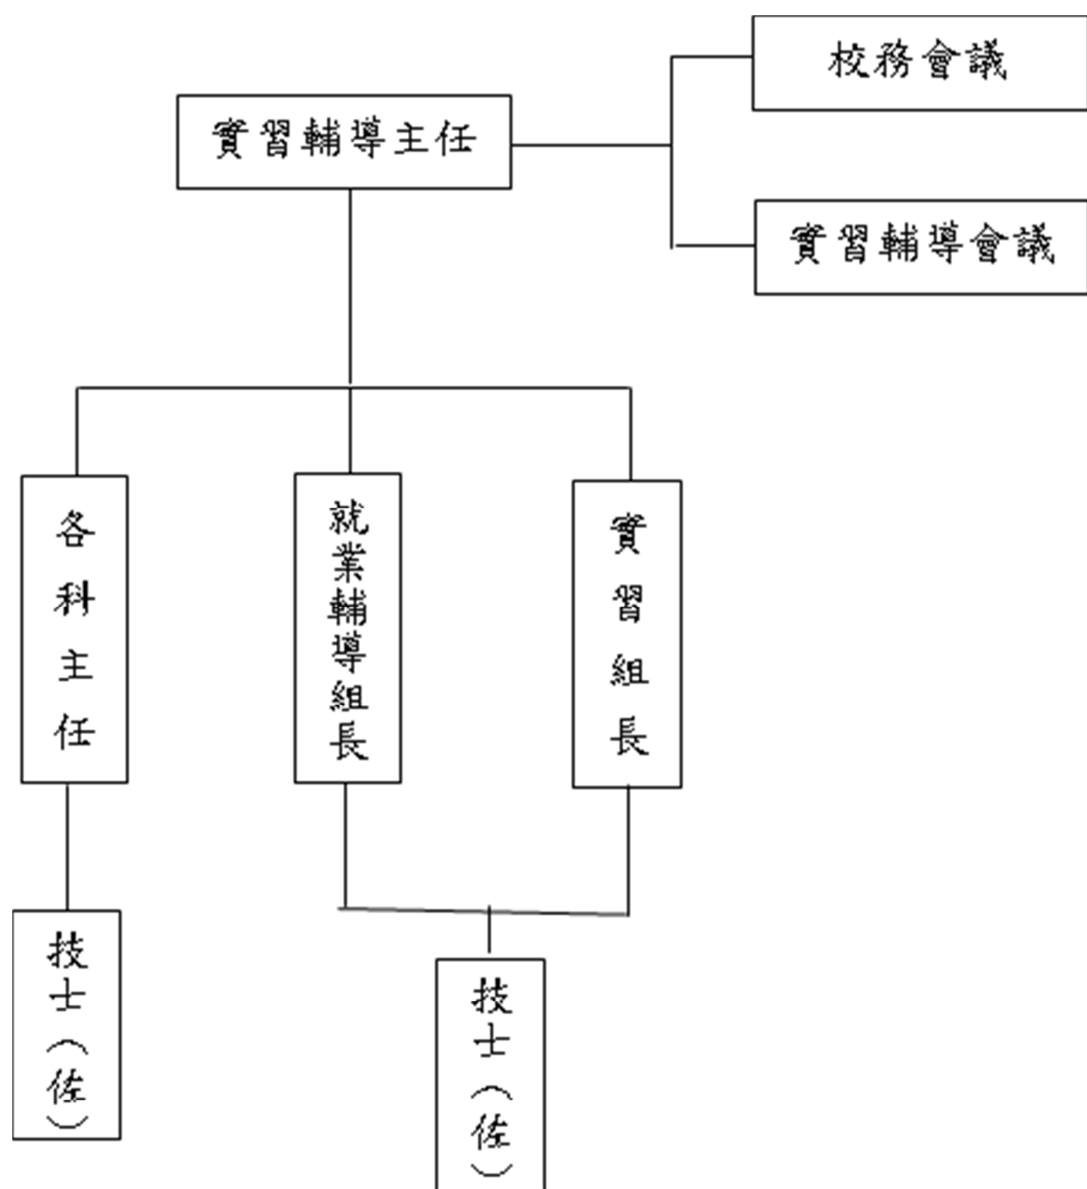 校務會議
實習輔導主任
實習輔導會議
各科主任
就業輔導組長
實習組長
技士（佐）
技士（佐）